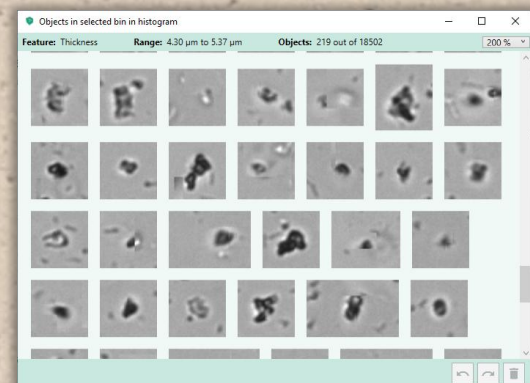 Objects in selected bin in histogram
Feature: Thickness Range: 4.30 µm to 5.37 µm Objects: 219 out of 18502 200 %